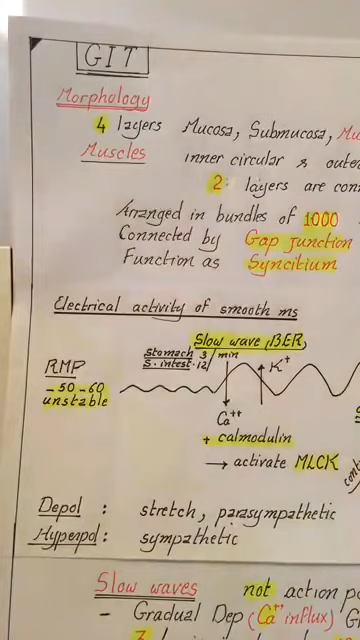 GIT
Morphology
4 layers Mucosa, Submucosa, Mu
Muscles inner circular & outer
2 layers are con
Arranged in bundles of 1000
Connected by Gap junction
Function as Syncitium
Electrical activity of smooth ms
Slow wave, BER,
Stomach 3/min
S. intest. 12/
K+
RMP
-50 -60
unstable
Ca++
+ calmodulin
→ activate MLCK
Depol : stretch, parasympathetic
Hyperpol : sympathetic
Slow waves not action po
- Gradual Dep (Ca++ influx) G